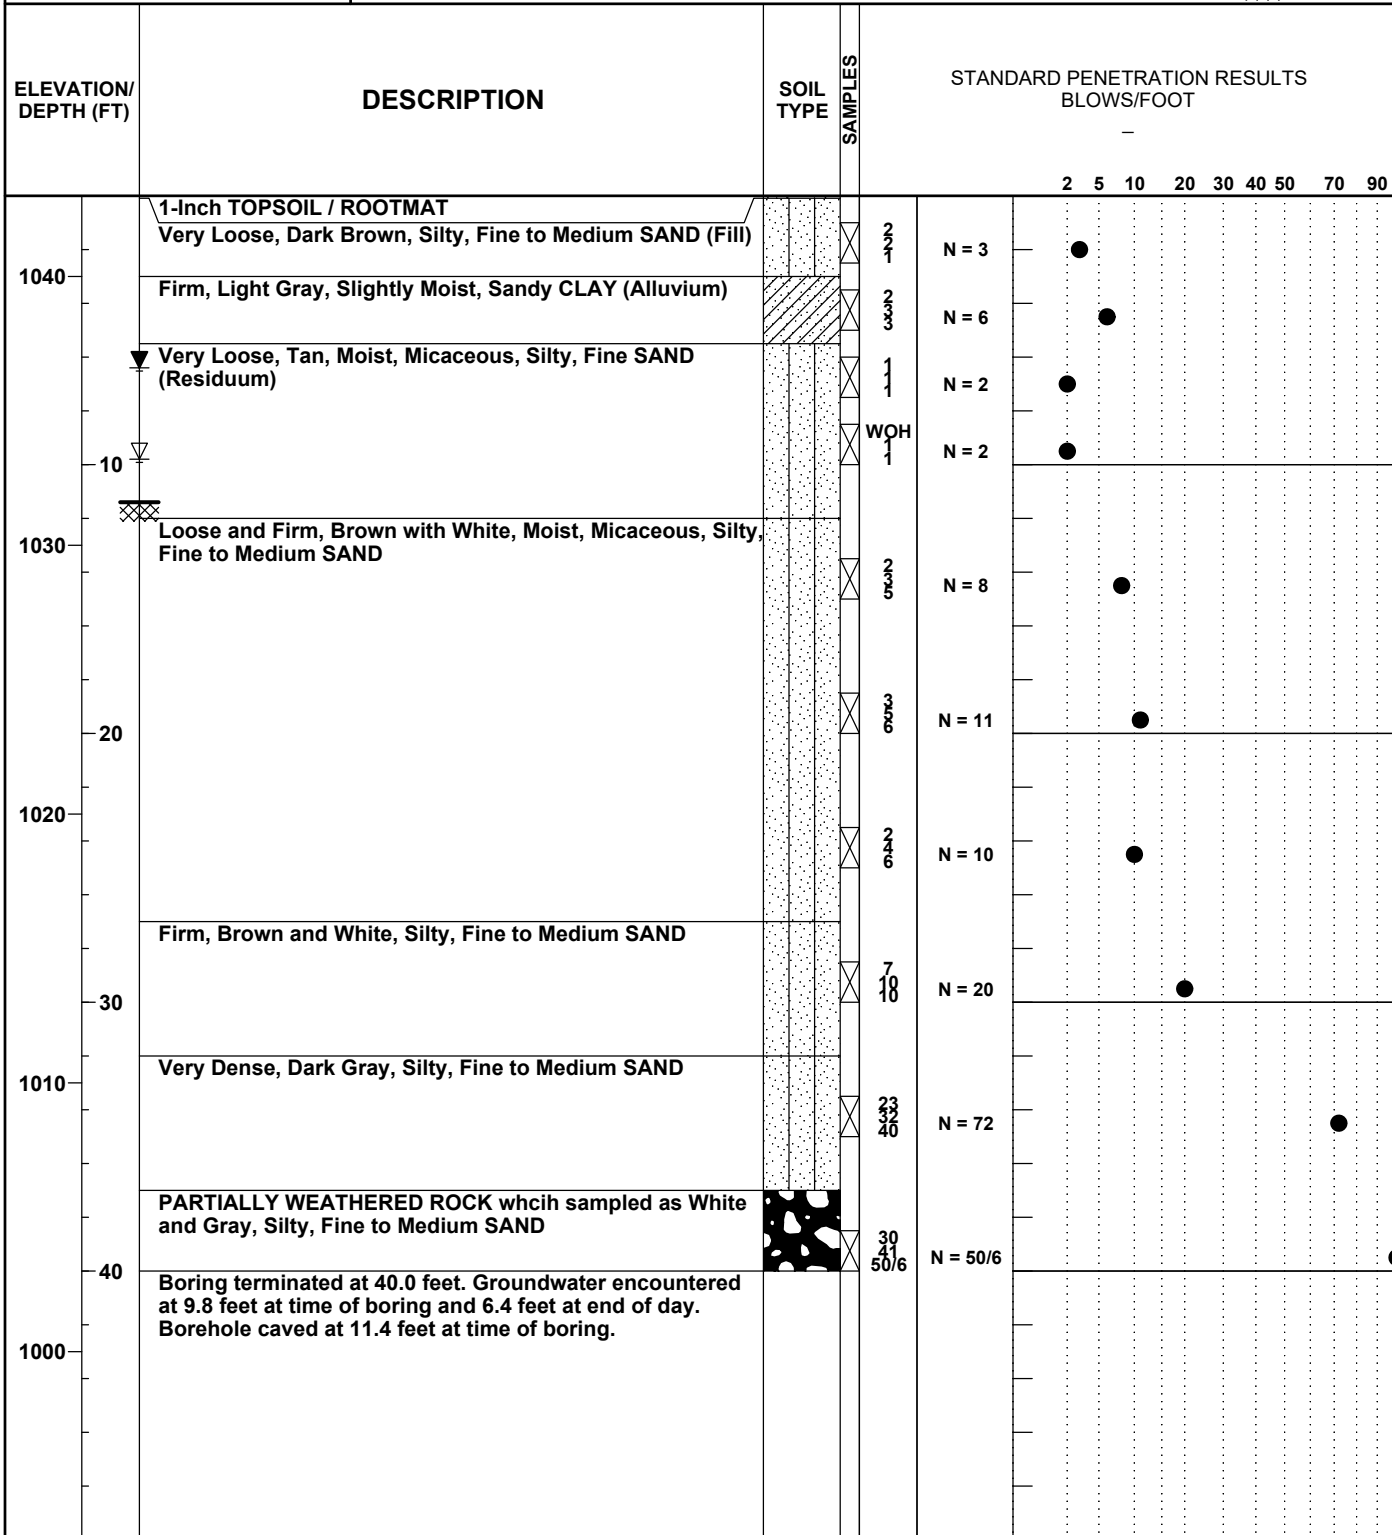 ELEVATION/
DEPTH (FT)
DESCRIPTION
SOIL
TYPE
SAMPLES
STANDARD PENETRATION RESULTS
BLOWS/FOOT
2 5 10 20 30 40 50 70 90
1-Inch TOPSOIL / ROOTMAT
Very Loose, Dark Brown, Silty, Fine to Medium SAND (Fill)
2
2
1
N = 3
1040
Firm, Light Gray, Slightly Moist, Sandy CLAY (Alluvium)
2
3
3
N = 6
Very Loose, Tan, Moist, Micaceous, Silty, Fine SAND
(Residuum)
1
1
1
N = 2
WOH
1
1
N = 2
10
Loose and Firm, Brown with White, Moist, Micaceous, Silty,
Fine to Medium SAND
1030
2
3
5
N = 8
3
5
6
N = 11
20
1020
2
4
6
N = 10
Firm, Brown and White, Silty, Fine to Medium SAND
7
10
10
N = 20
30
Very Dense, Dark Gray, Silty, Fine to Medium SAND
1010
23
32
40
N = 72
PARTIALLY WEATHERED ROCK whcih sampled as White
and Gray, Silty, Fine to Medium SAND
30
41
50/6
N = 50/6
40
Boring terminated at 40.0 feet. Groundwater encountered
at 9.8 feet at time of boring and 6.4 feet at end of day.
Borehole caved at 11.4 feet at time of boring.
1000